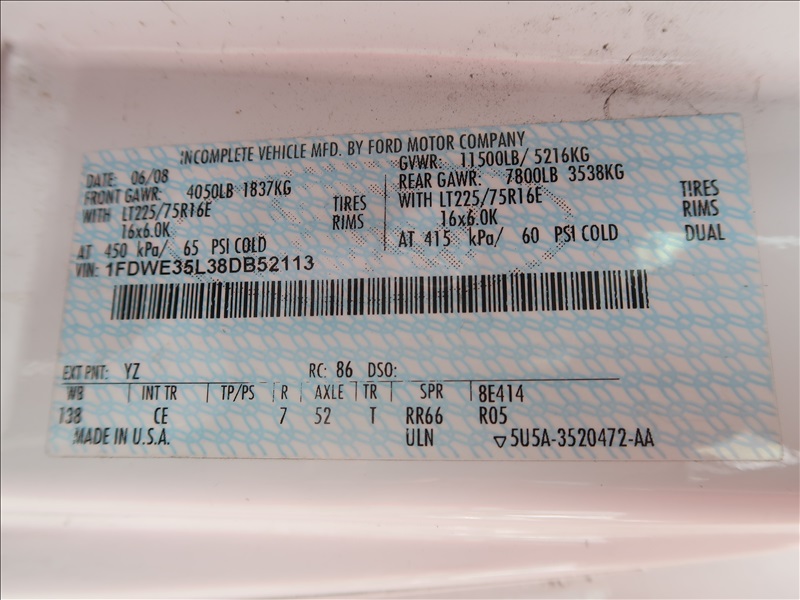 INCOMPLETE VEHICLE MFD. BY FORD MOTOR COMPANY
DATE: 06/08 GVWR: 11500LB/ 5216KG
FRONT GAWR: 4050LB 1837KG REAR GAWR: 7800LB 3538KG
WITH LT225/75R16E TIRES WITH LT225/75R16E TIRES
16x6.0K RIMS 16x6.0K RIMS
AT 450 kPa/ 65 PSI COLD AT 415 kPa/ 60 PSI COLD DUAL
VIN: 1FDWE35L38DB52113
EXT PNT: YZ RC: 86 DSO:
WB INT TR TP/PS R AXLE TR SPR 8E414
138 CE 7 52 T RR66 R05
MADE IN U.S.A. ULN ▽5U5A-3520472-AA